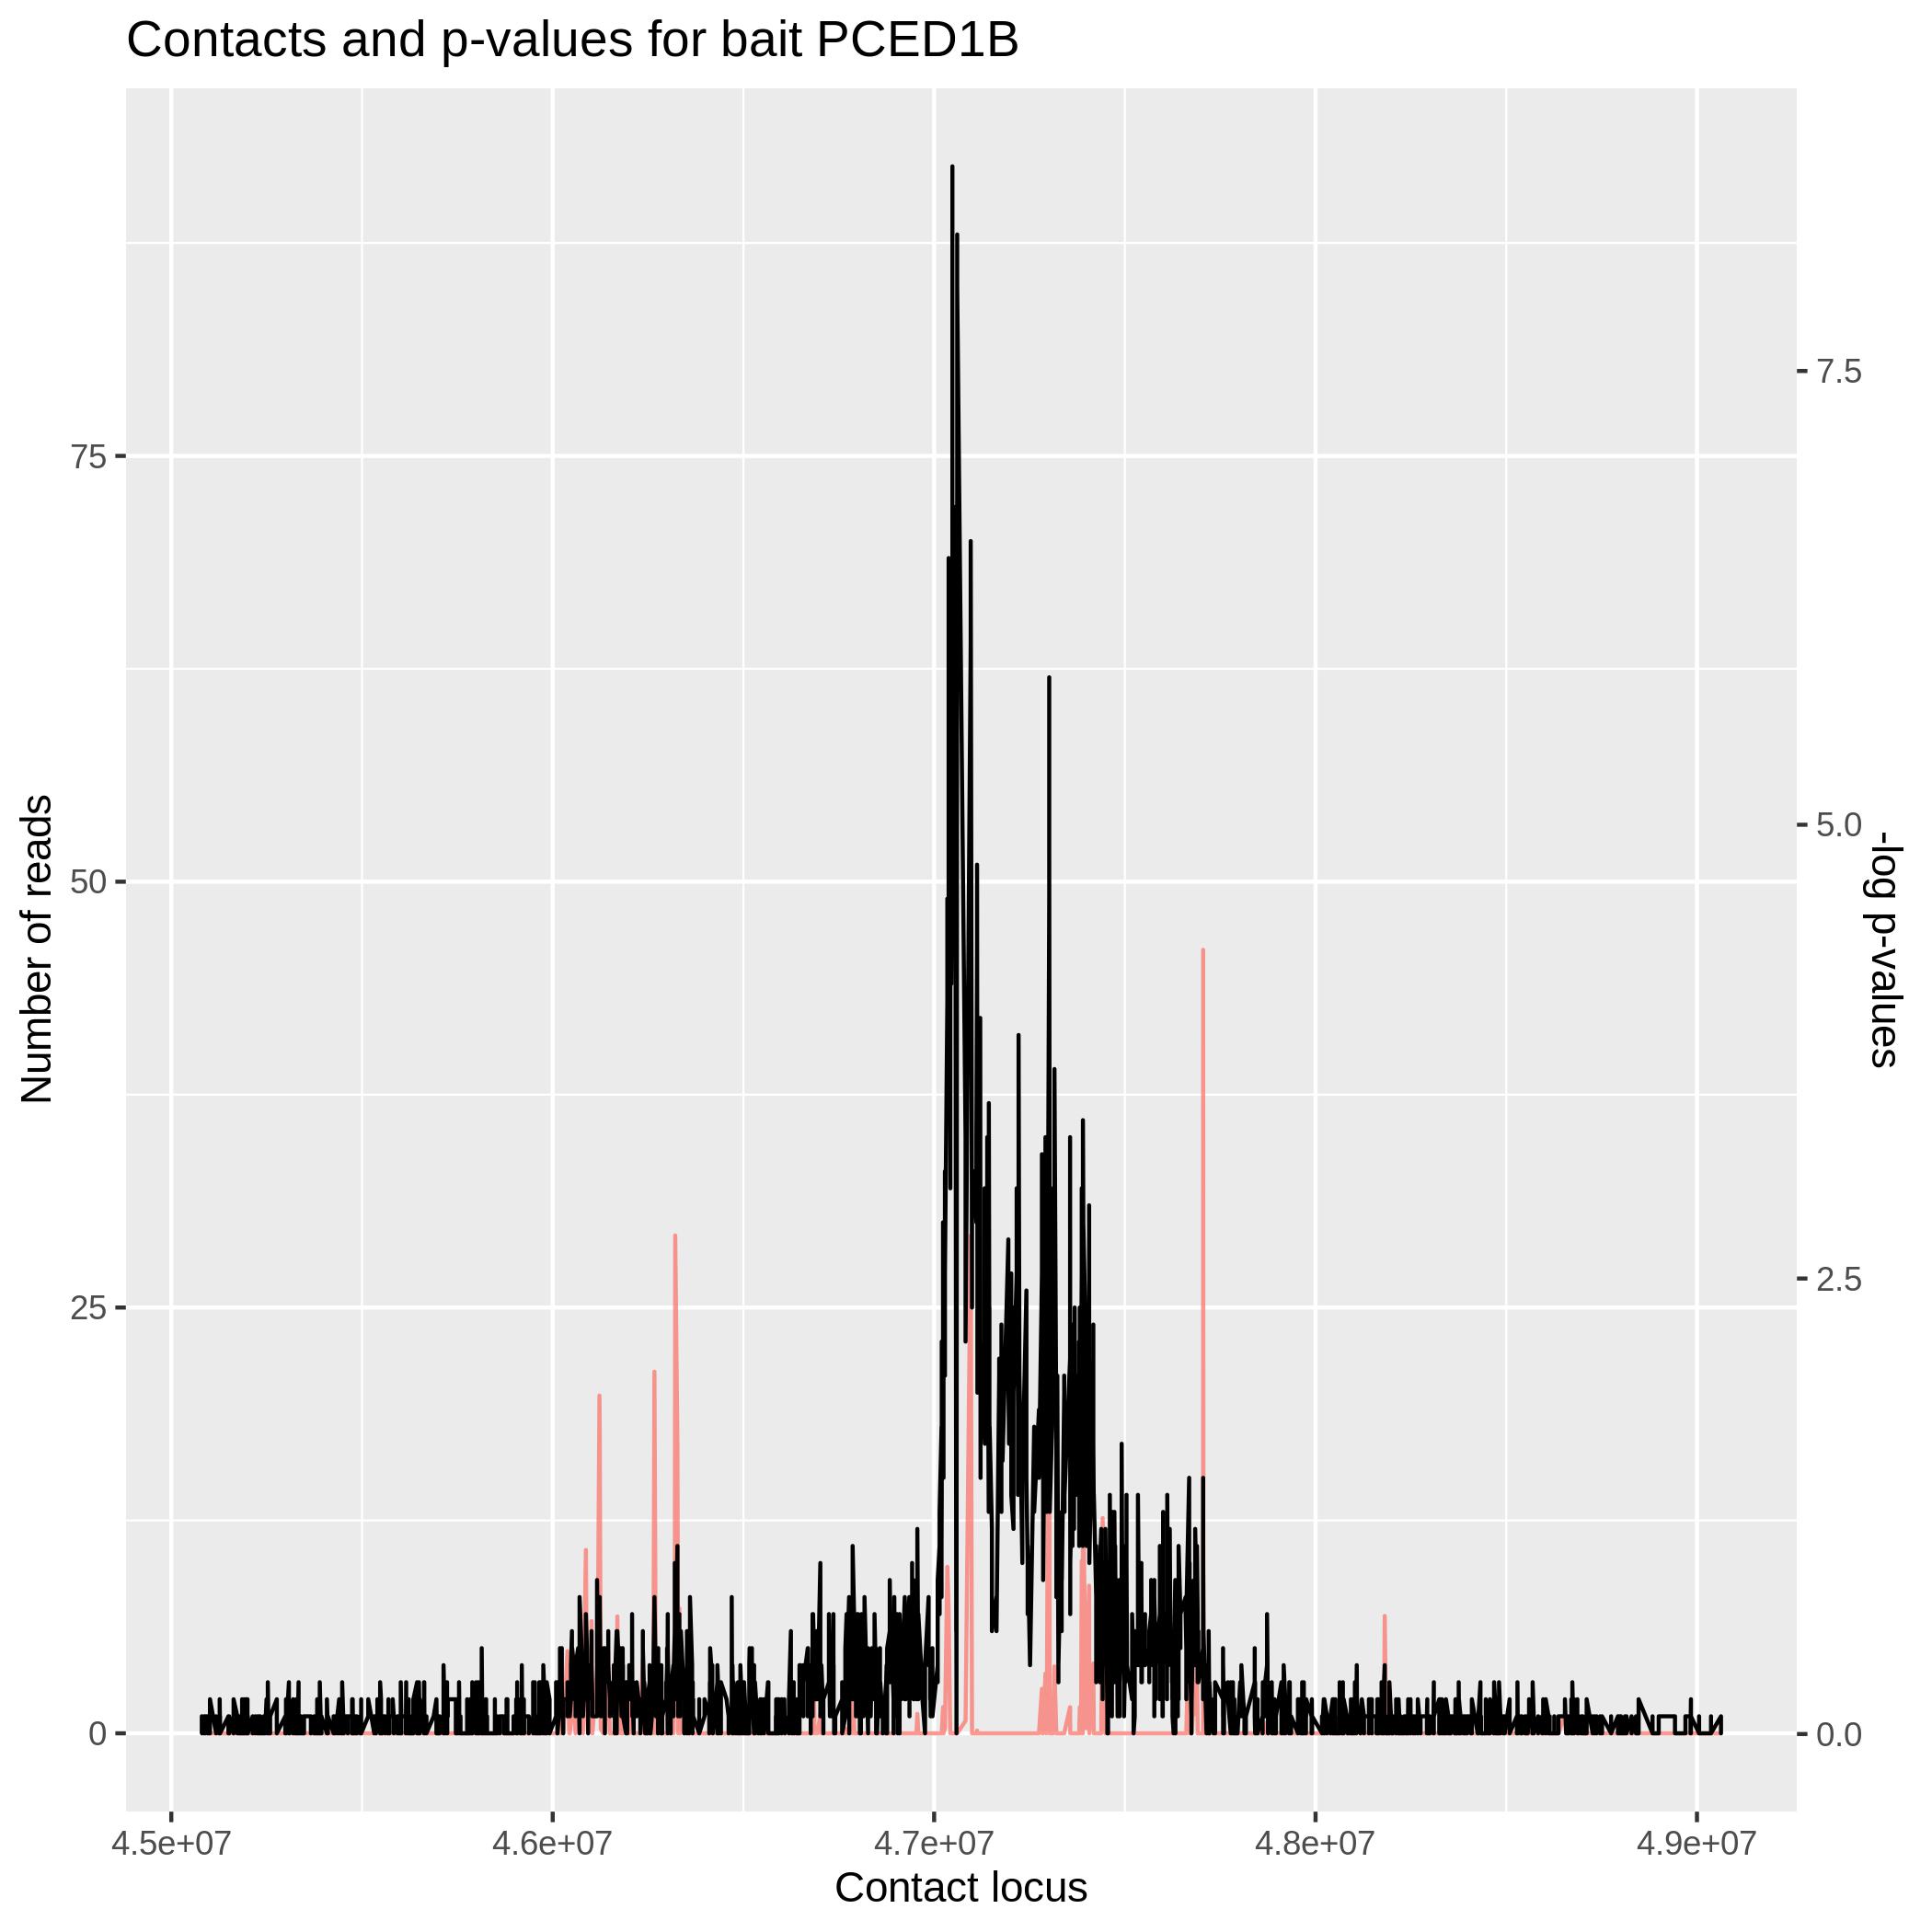 Contacts and p-values for bait PCED1B
75
50
25
0
Number of reads
7.5
5.0
2.5
0.0
-log p-values
4.5e+07
4.6e+07
4.7e+07
4.8e+07
4.9e+07
Contact locus